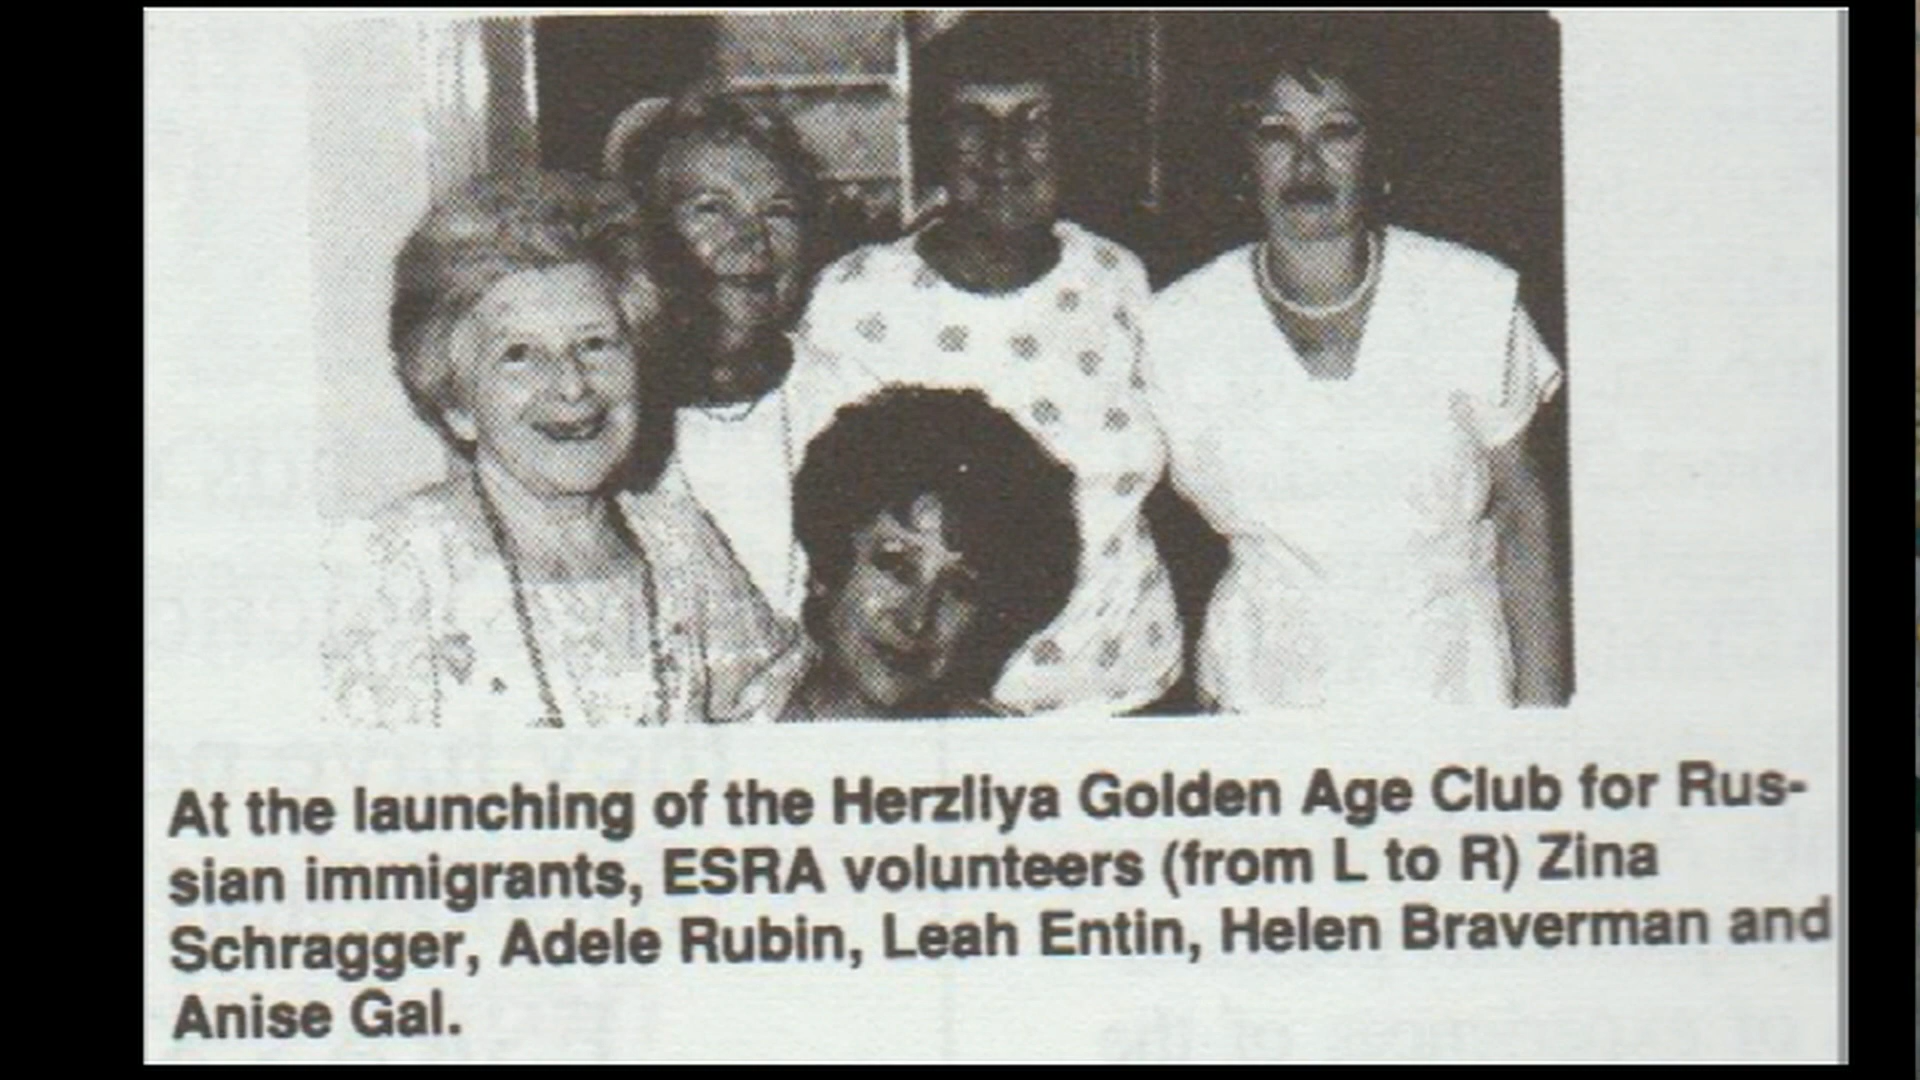 At the launching of the Herzliya Golden Age Club for Rus-
sian immigrants, ESRA volunteers (from L to R) Zina
Schragger, Adele Rubin, Leah Entin, Helen Braverman and
Anise Gal.